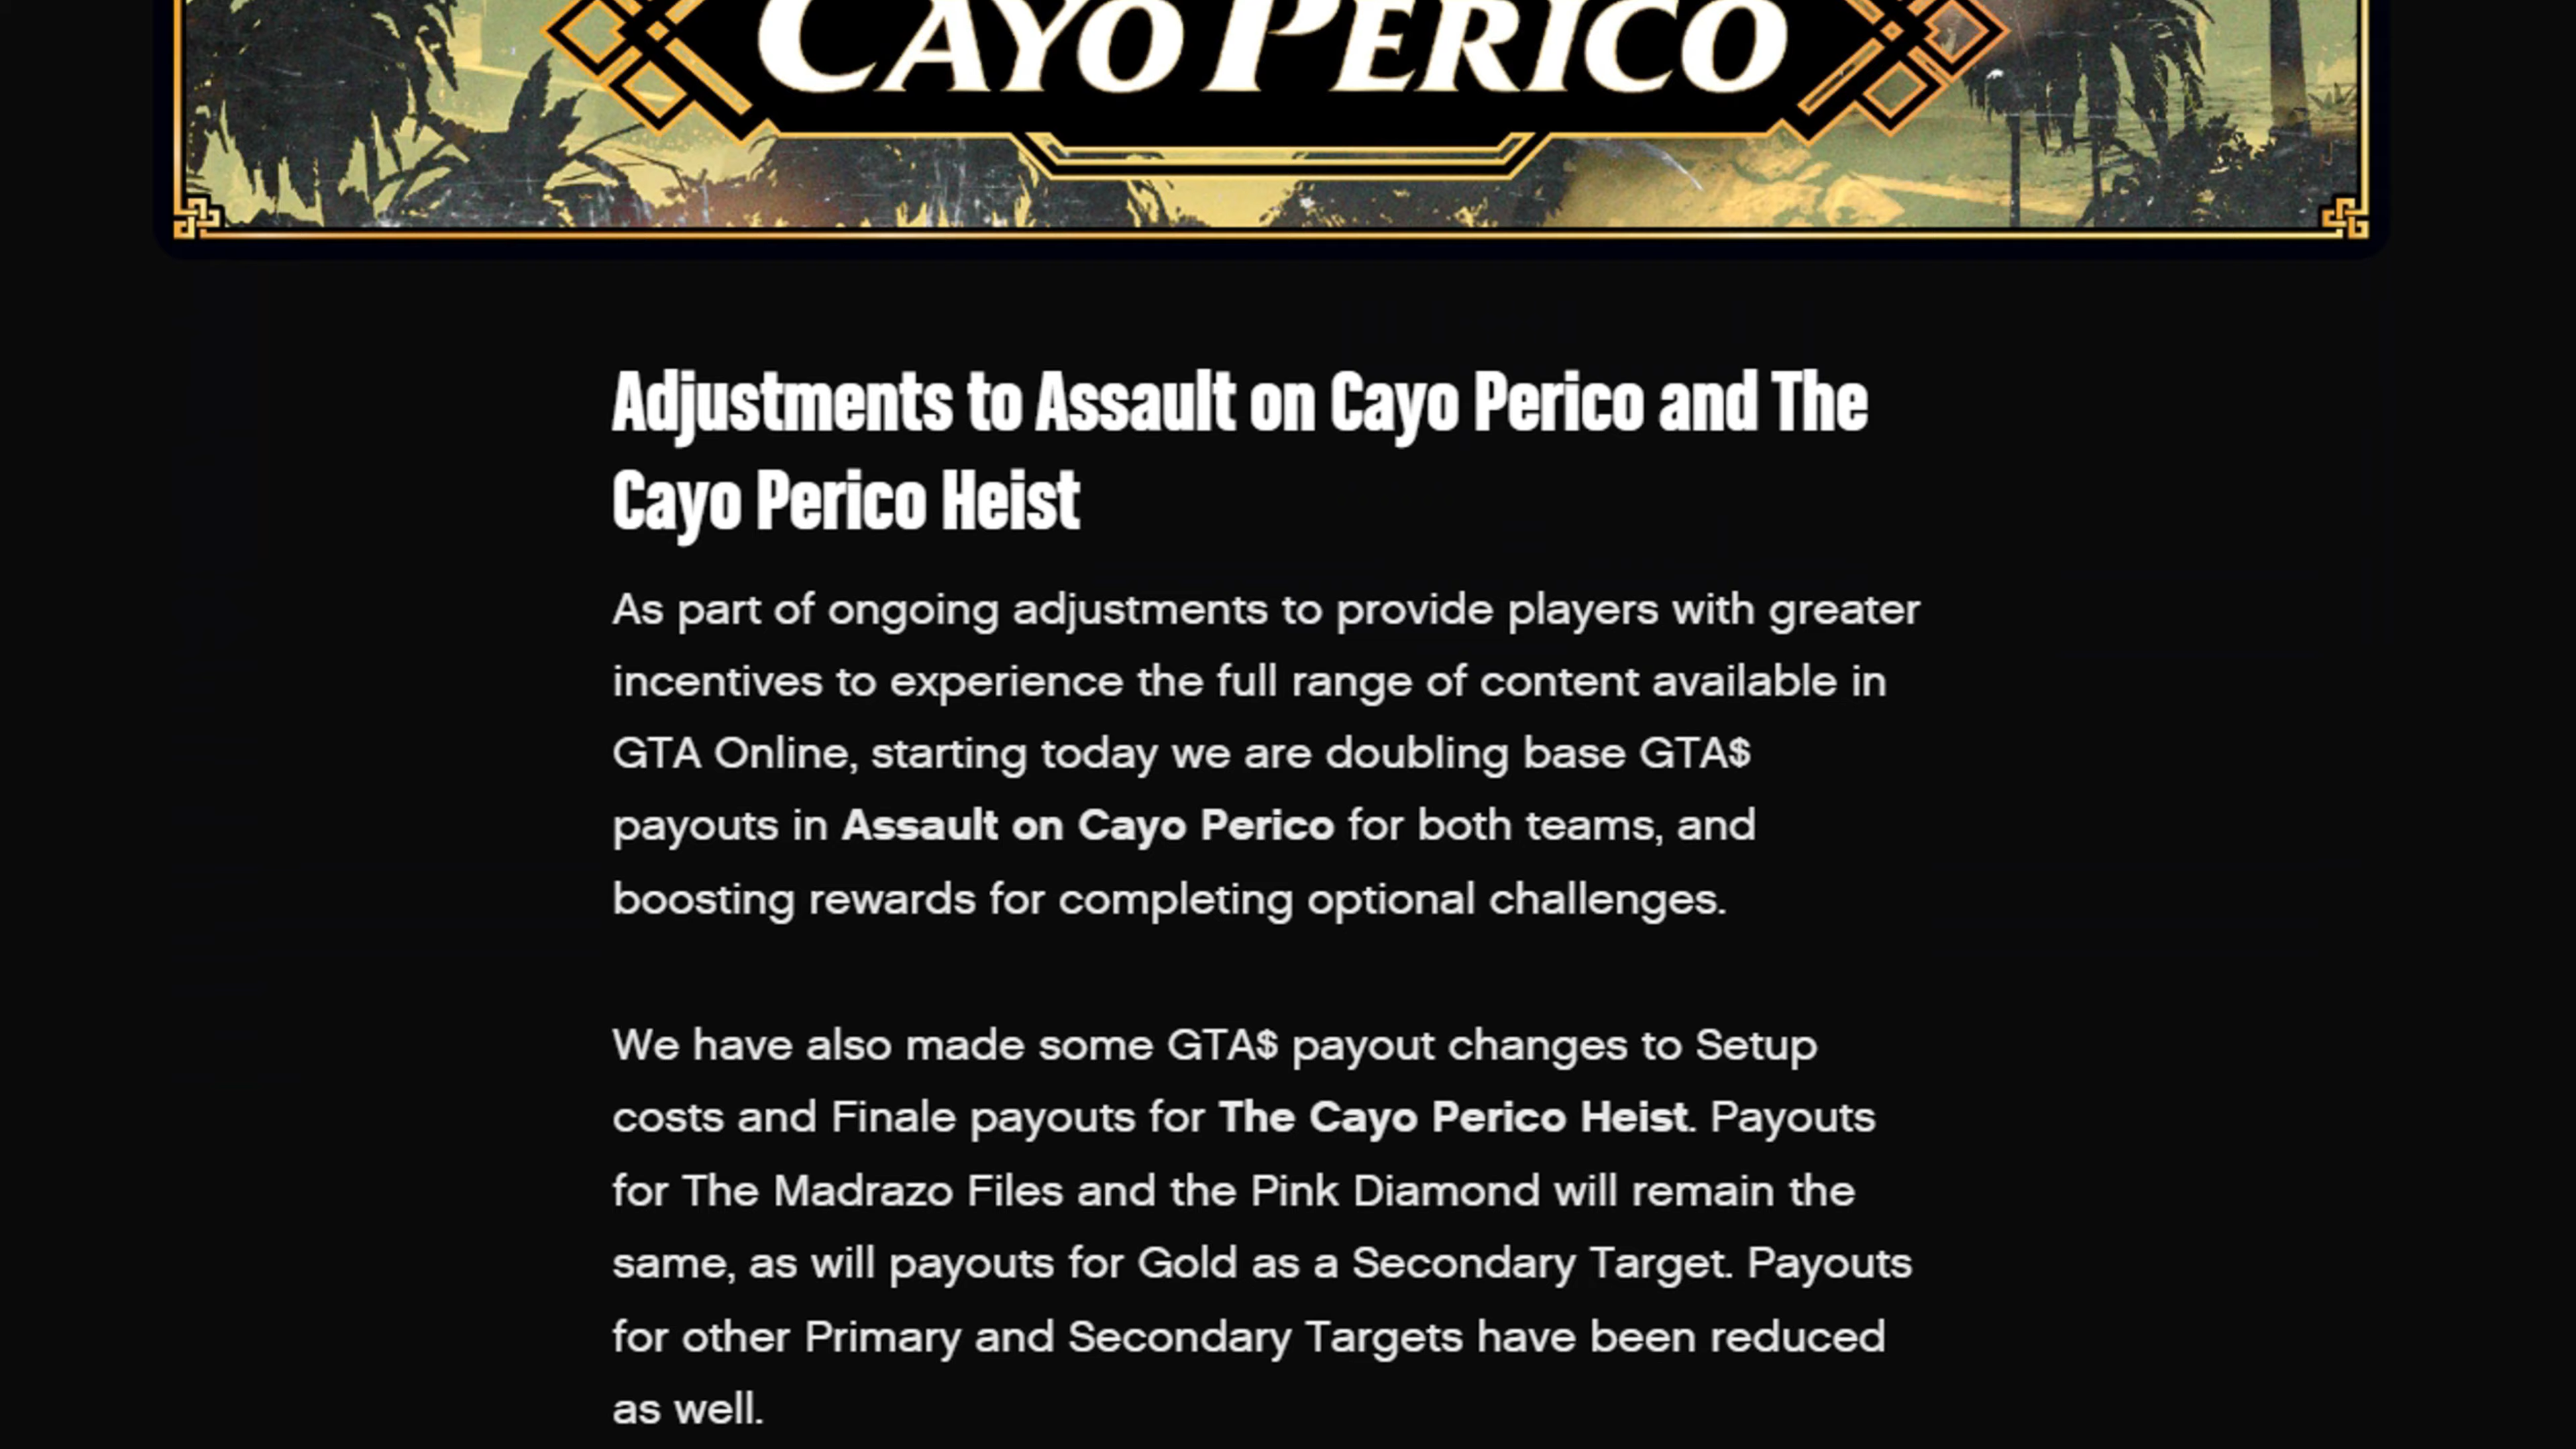 CAYO PERICO
Adjustments to Assault on Cayo Perico and The
Cayo Perico Heist
As part of ongoing adjustments to provide players with greater
incentives to experience the full range of content available in
GTA Online, starting today we are doubling base GTA$
payouts in Assault on Cayo Perico for both teams, and
boosting rewards for completing optional challenges.
We have also made some GTA$ payout changes to Setup
costs and Finale payouts for The Cayo Perico Heist. Payouts
for The Madrazo Files and the Pink Diamond will remain the
same, as will payouts for Gold as a Secondary Target. Payouts
for other Primary and Secondary Targets have been reduced
as well.